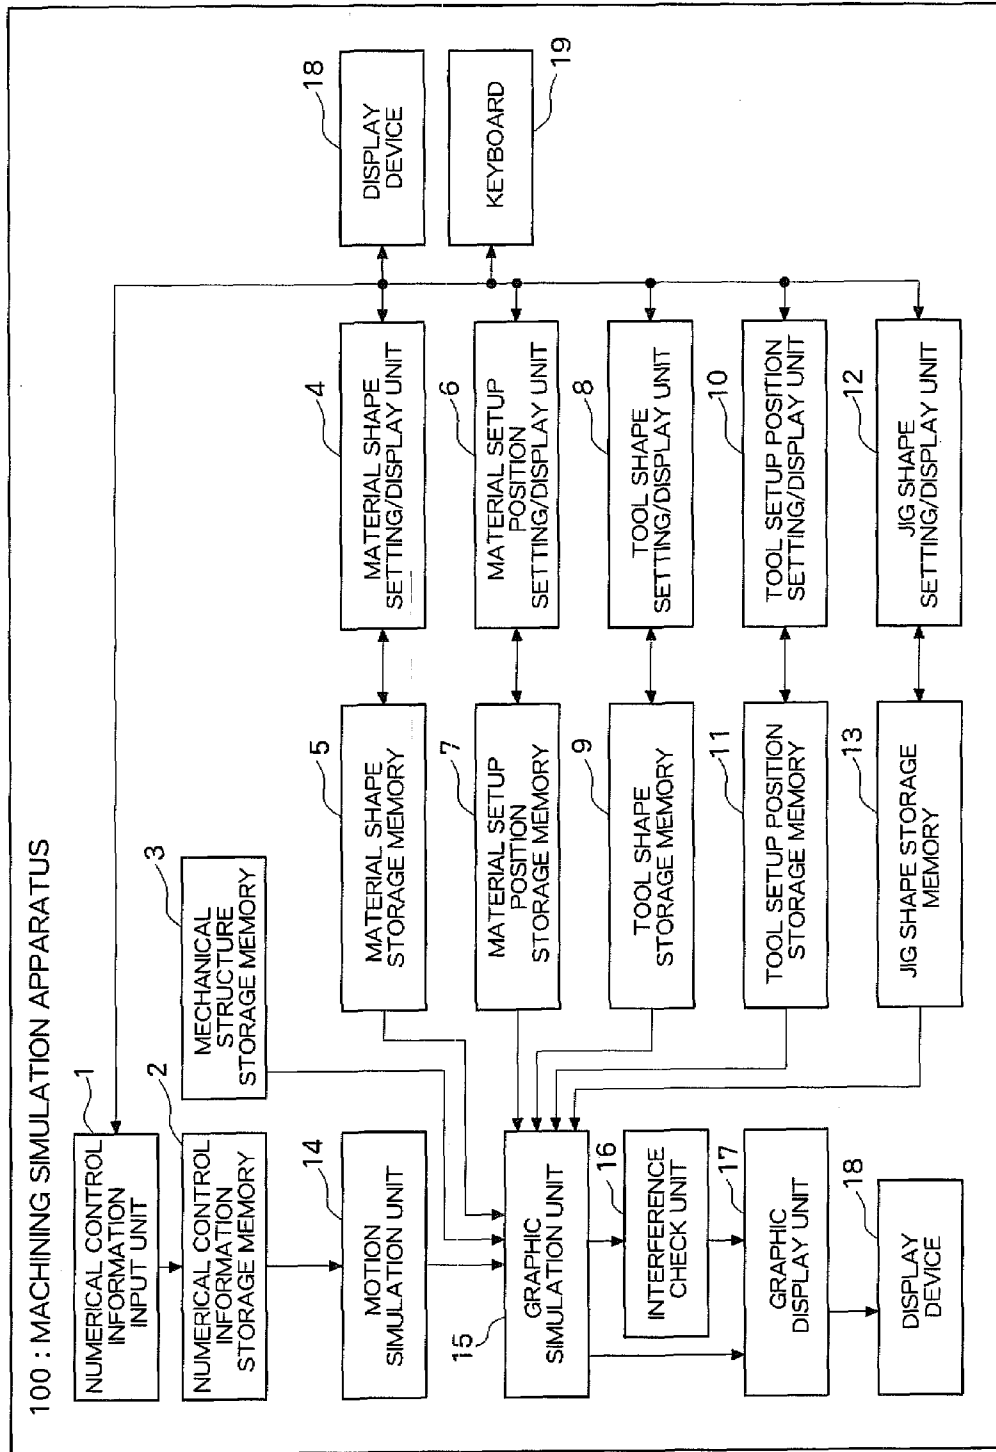 100 : MACHINING SIMULATION APPARATUS
1
NUMERICAL CONTROL
INFORMATION
INPUT UNIT
2
NUMERICAL CONTROL
INFORMATION
STORAGE MEMORY
3
MECHANICAL
STRUCTURE
STORAGE MEMORY
14
MOTION
SIMULATION UNIT
15
GRAPHIC
SIMULATION UNIT
16
INTERFERENCE
CHECK UNIT
17
GRAPHIC
DISPLAY UNIT
18
DISPLAY
DEVICE
5
MATERIAL SHAPE
STORAGE MEMORY
7
MATERIAL SETUP
POSITION
STORAGE MEMORY
9
TOOL SHAPE
STORAGE MEMORY
11
TOOL SETUP POSITION
STORAGE MEMORY
13
JIG SHAPE STORAGE
MEMORY
4
MATERIAL SHAPE
SETTING/DISPLAY UNIT
6
MATERIAL SETUP
POSITION
SETTING/DISPLAY UNIT
8
TOOL SHAPE
SETTING/DISPLAY UNIT
10
TOOL SETUP POSITION
SETTING/DISPLAY UNIT
12
JIG SHAPE
SETTING/DISPLAY UNIT
18
DISPLAY
DEVICE
19
KEYBOARD